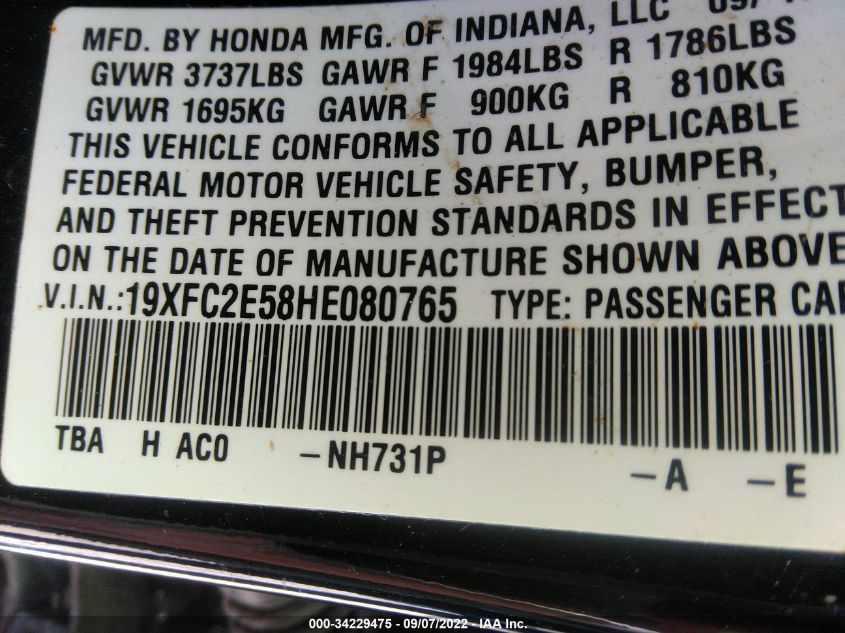 MFD. BY HONDA MFG. OF INDIANA, LLC
GVWR 3737LBS GAWR F 1984LBS R 1786LBS
GVWR 1695KG GAWR F 900KG R 810KG
THIS VEHICLE CONFORMS TO ALL APPLICABLE
FEDERAL MOTOR VEHICLE SAFETY, BUMPER,
AND THEFT PREVENTION STANDARDS IN EFFECT
ON THE DATE OF MANUFACTURE SHOWN ABOVE
V.I.N.:19XFC2E58HE080765 TYPE: PASSENGER CAR
TBA H AC0 -NH731P -A -E
000-34229475 - 09/07/2022 - IAA Inc.